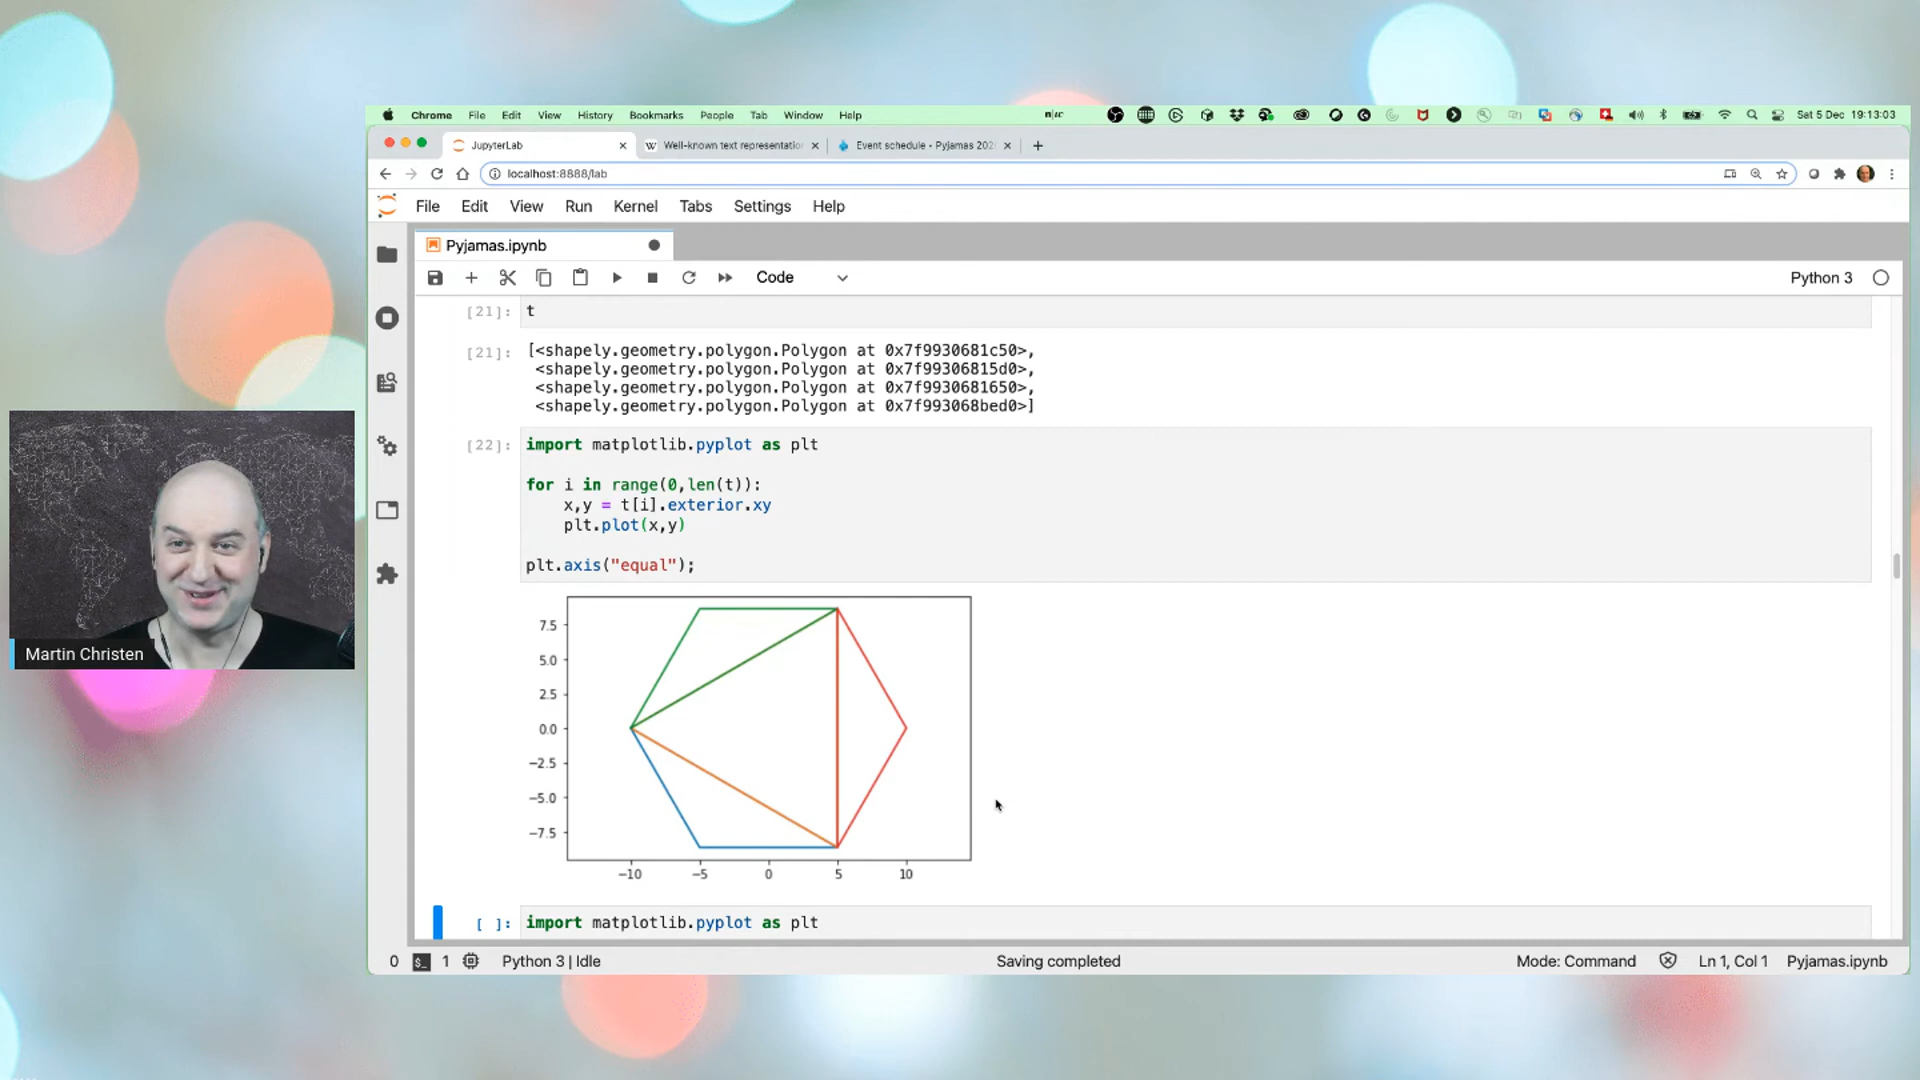 Chrome File Edit View History Bookmarks People Tab Window Help n|uc Sat 5 Dec 19:13:03
JupyterLab Well-known text representatio Event schedule - Pyjamas 202
localhost:8888/lab
File Edit View Run Kernel Tabs Settings Help
Pyjamas.ipynb
Code Python 3
[21]: t
[21]: [<shapely.geometry.polygon.Polygon at 0x7f9930681c50>,
<shapely.geometry.polygon.Polygon at 0x7f99306815d0>,
<shapely.geometry.polygon.Polygon at 0x7f9930681650>,
<shapely.geometry.polygon.Polygon at 0x7f993068bed0>]
[22]: import matplotlib.pyplot as plt
for i in range(0,len(t)):
x,y = t[i].exterior.xy
plt.plot(x,y)
plt.axis("equal");
7.5
5.0
2.5
0.0
−2.5
−5.0
−7.5
−10 −5 0 5 10
[ ]: import matplotlib.pyplot as plt
0 $_ 1 Python 3 | Idle Saving completed Mode: Command Ln 1, Col 1 Pyjamas.ipynb
Martin Christen